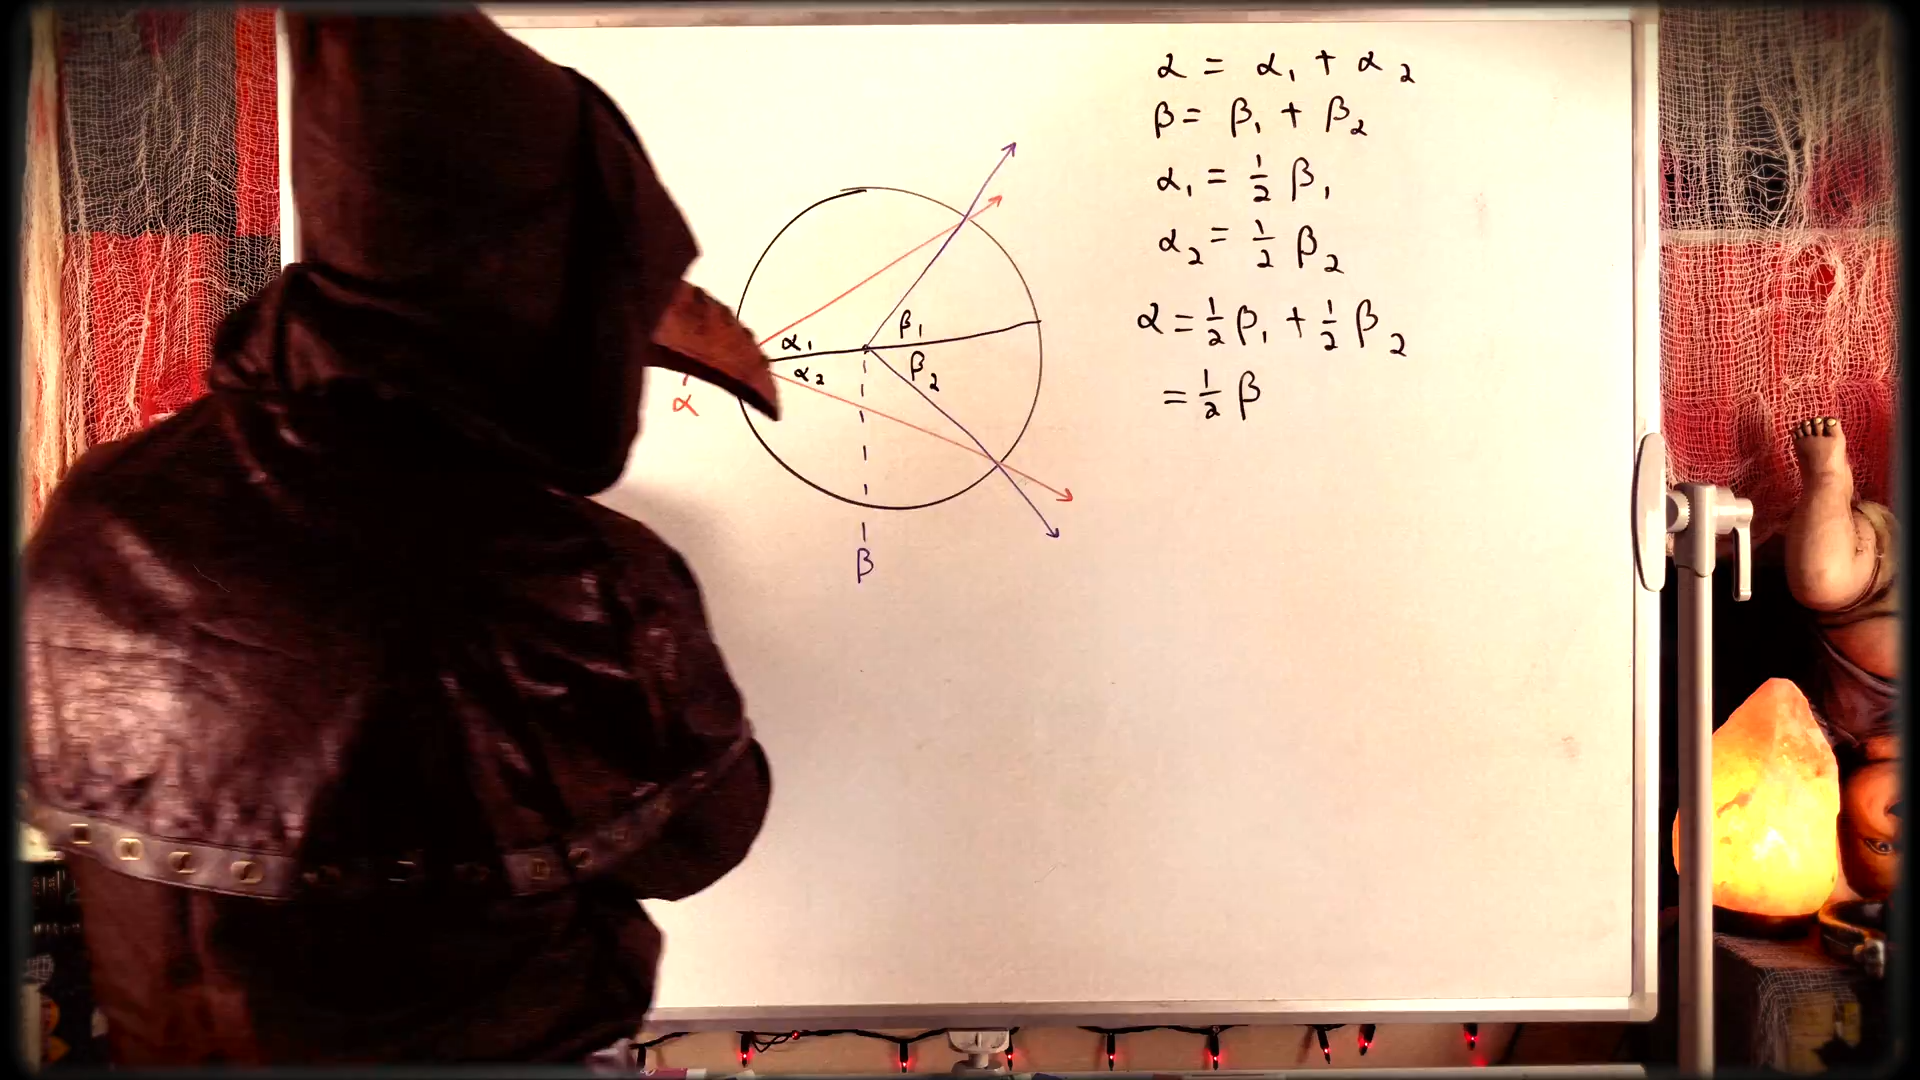 α = α₁ + α₂
β = β₁ + β₂
α₁ = ½ β₁
α₂ = ½ β₂
α = ½ β₁ + ½ β₂
= ½ β
α₁
β₁
α₂
β₂
α
β